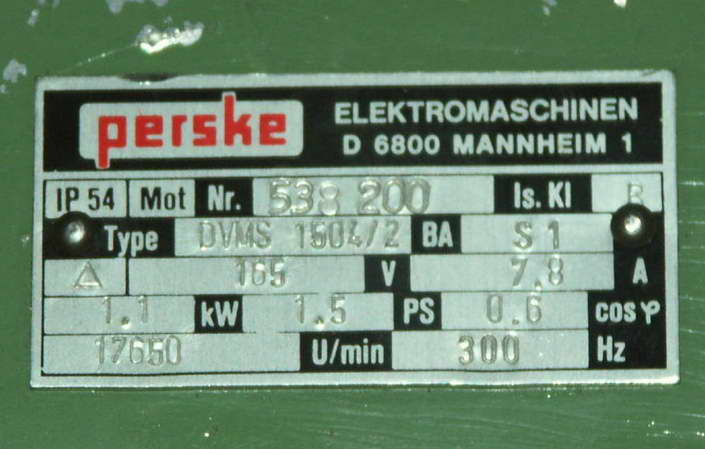 perske
ELEKTROMASCHINEN
D 6800 MANNHEIM 1
IP 54 Mot Nr. 538 200 Is. Kl B
Type DVMS 1504/2 BA S 1
Δ 165 V 7,8 A
1.1 kW 1.5 PS 0.6 cos φ
17650 U/min 300 Hz